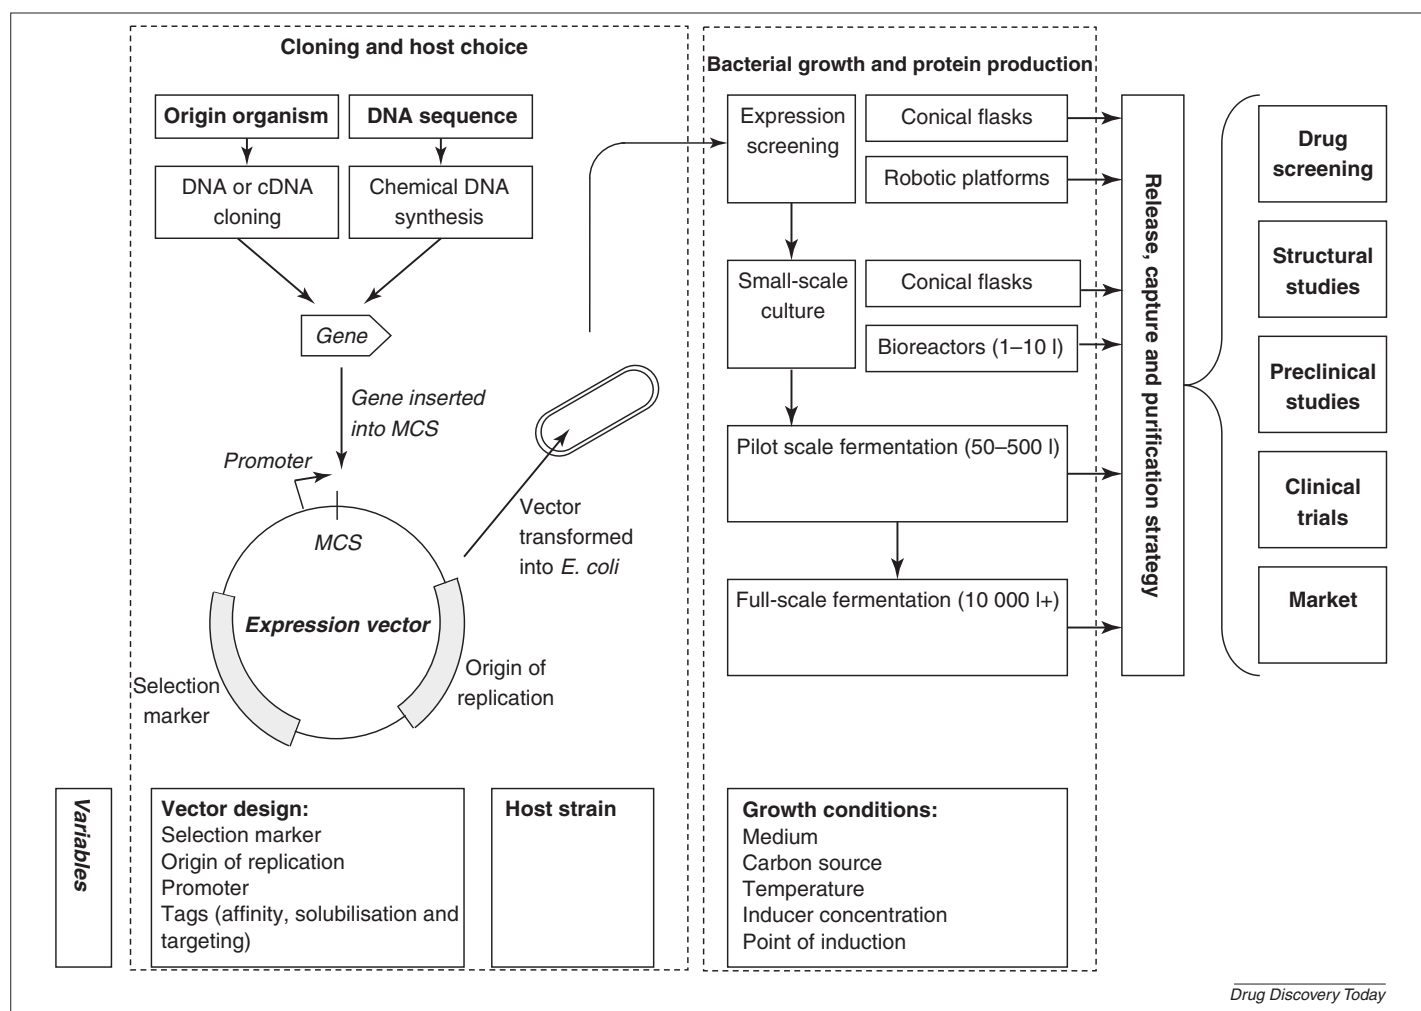 Cloning and host choice
Origin organism
DNA sequence
DNA or cDNA
cloning
Chemical DNA
synthesis
Gene
Gene inserted
into MCS
Promoter
MCS
Expression vector
Selection
marker
Origin of
replication
Vector
transformed
into E. coli
Bacterial growth and protein production
Expression
screening
Conical flasks
Robotic platforms
Small-scale
culture
Conical flasks
Bioreactors (1–10 l)
Pilot scale fermentation (50–500 l)
Full-scale fermentation (10 000 l+)
Release, capture and purification strategy
Drug
screening
Structural
studies
Preclinical
studies
Clinical
trials
Market
Variables
Vector design:
Selection marker
Origin of replication
Promoter
Tags (affinity, solubilisation and
targeting)
Host strain
Growth conditions:
Medium
Carbon source
Temperature
Inducer concentration
Point of induction
Drug Discovery Today